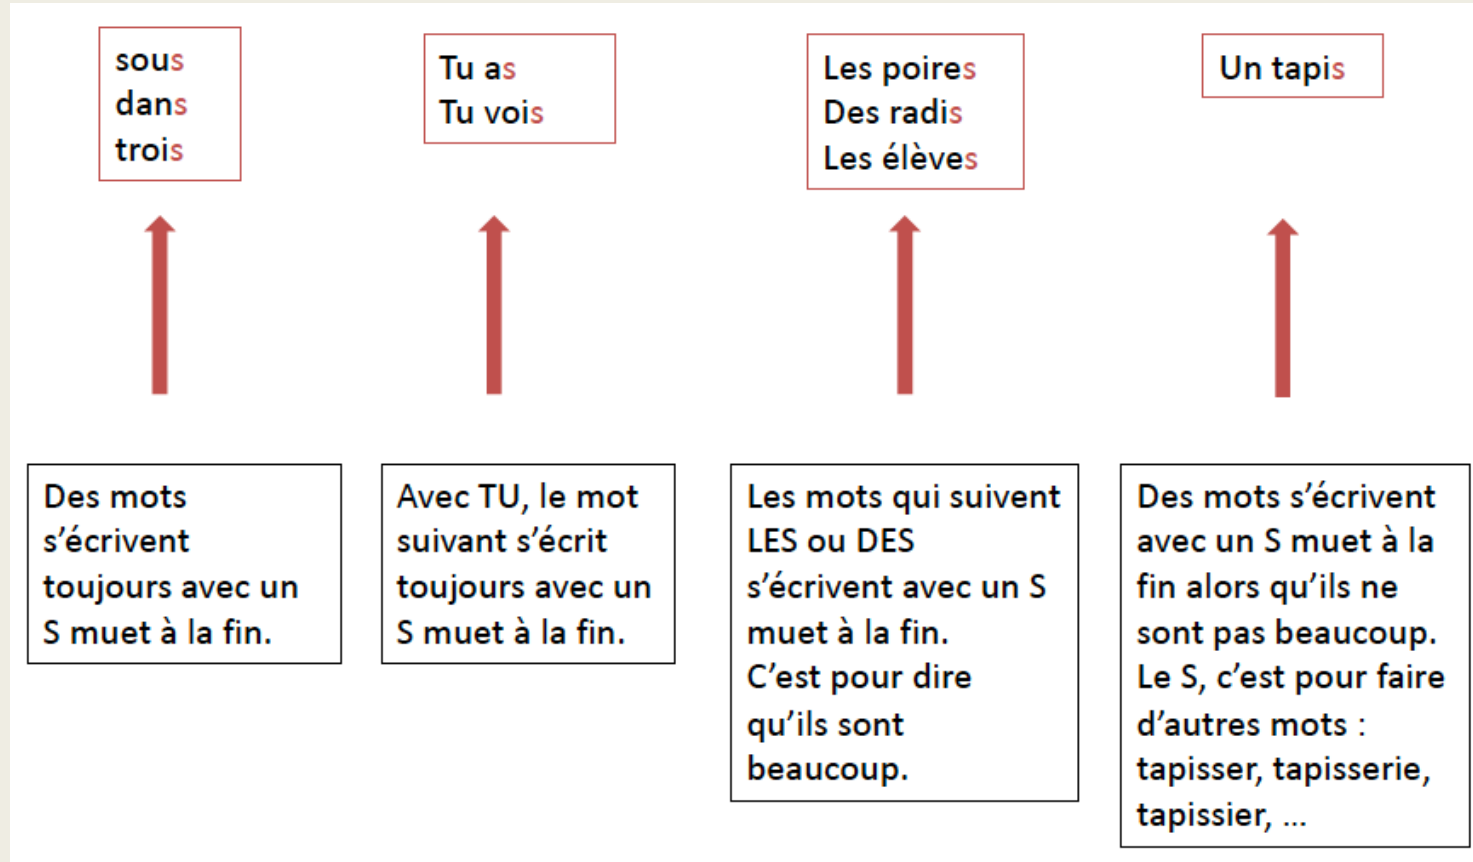 sous
dans
trois
Tu as
Tu vois
Les poires
Des radis
Les élèves
Un tapis
Des mots
s’écrivent
toujours avec un
S muet à la fin.
Avec TU, le mot
suivant s’écrit
toujours avec un
S muet à la fin.
Les mots qui suivent
LES ou DES
s’écrivent avec un S
muet à la fin.
C’est pour dire
qu’ils sont
beaucoup.
Des mots s’écrivent
avec un S muet à la
fin alors qu’ils ne
sont pas beaucoup.
Le S, c’est pour faire
d’autres mots :
tapisser, tapisserie,
tapissier, ...